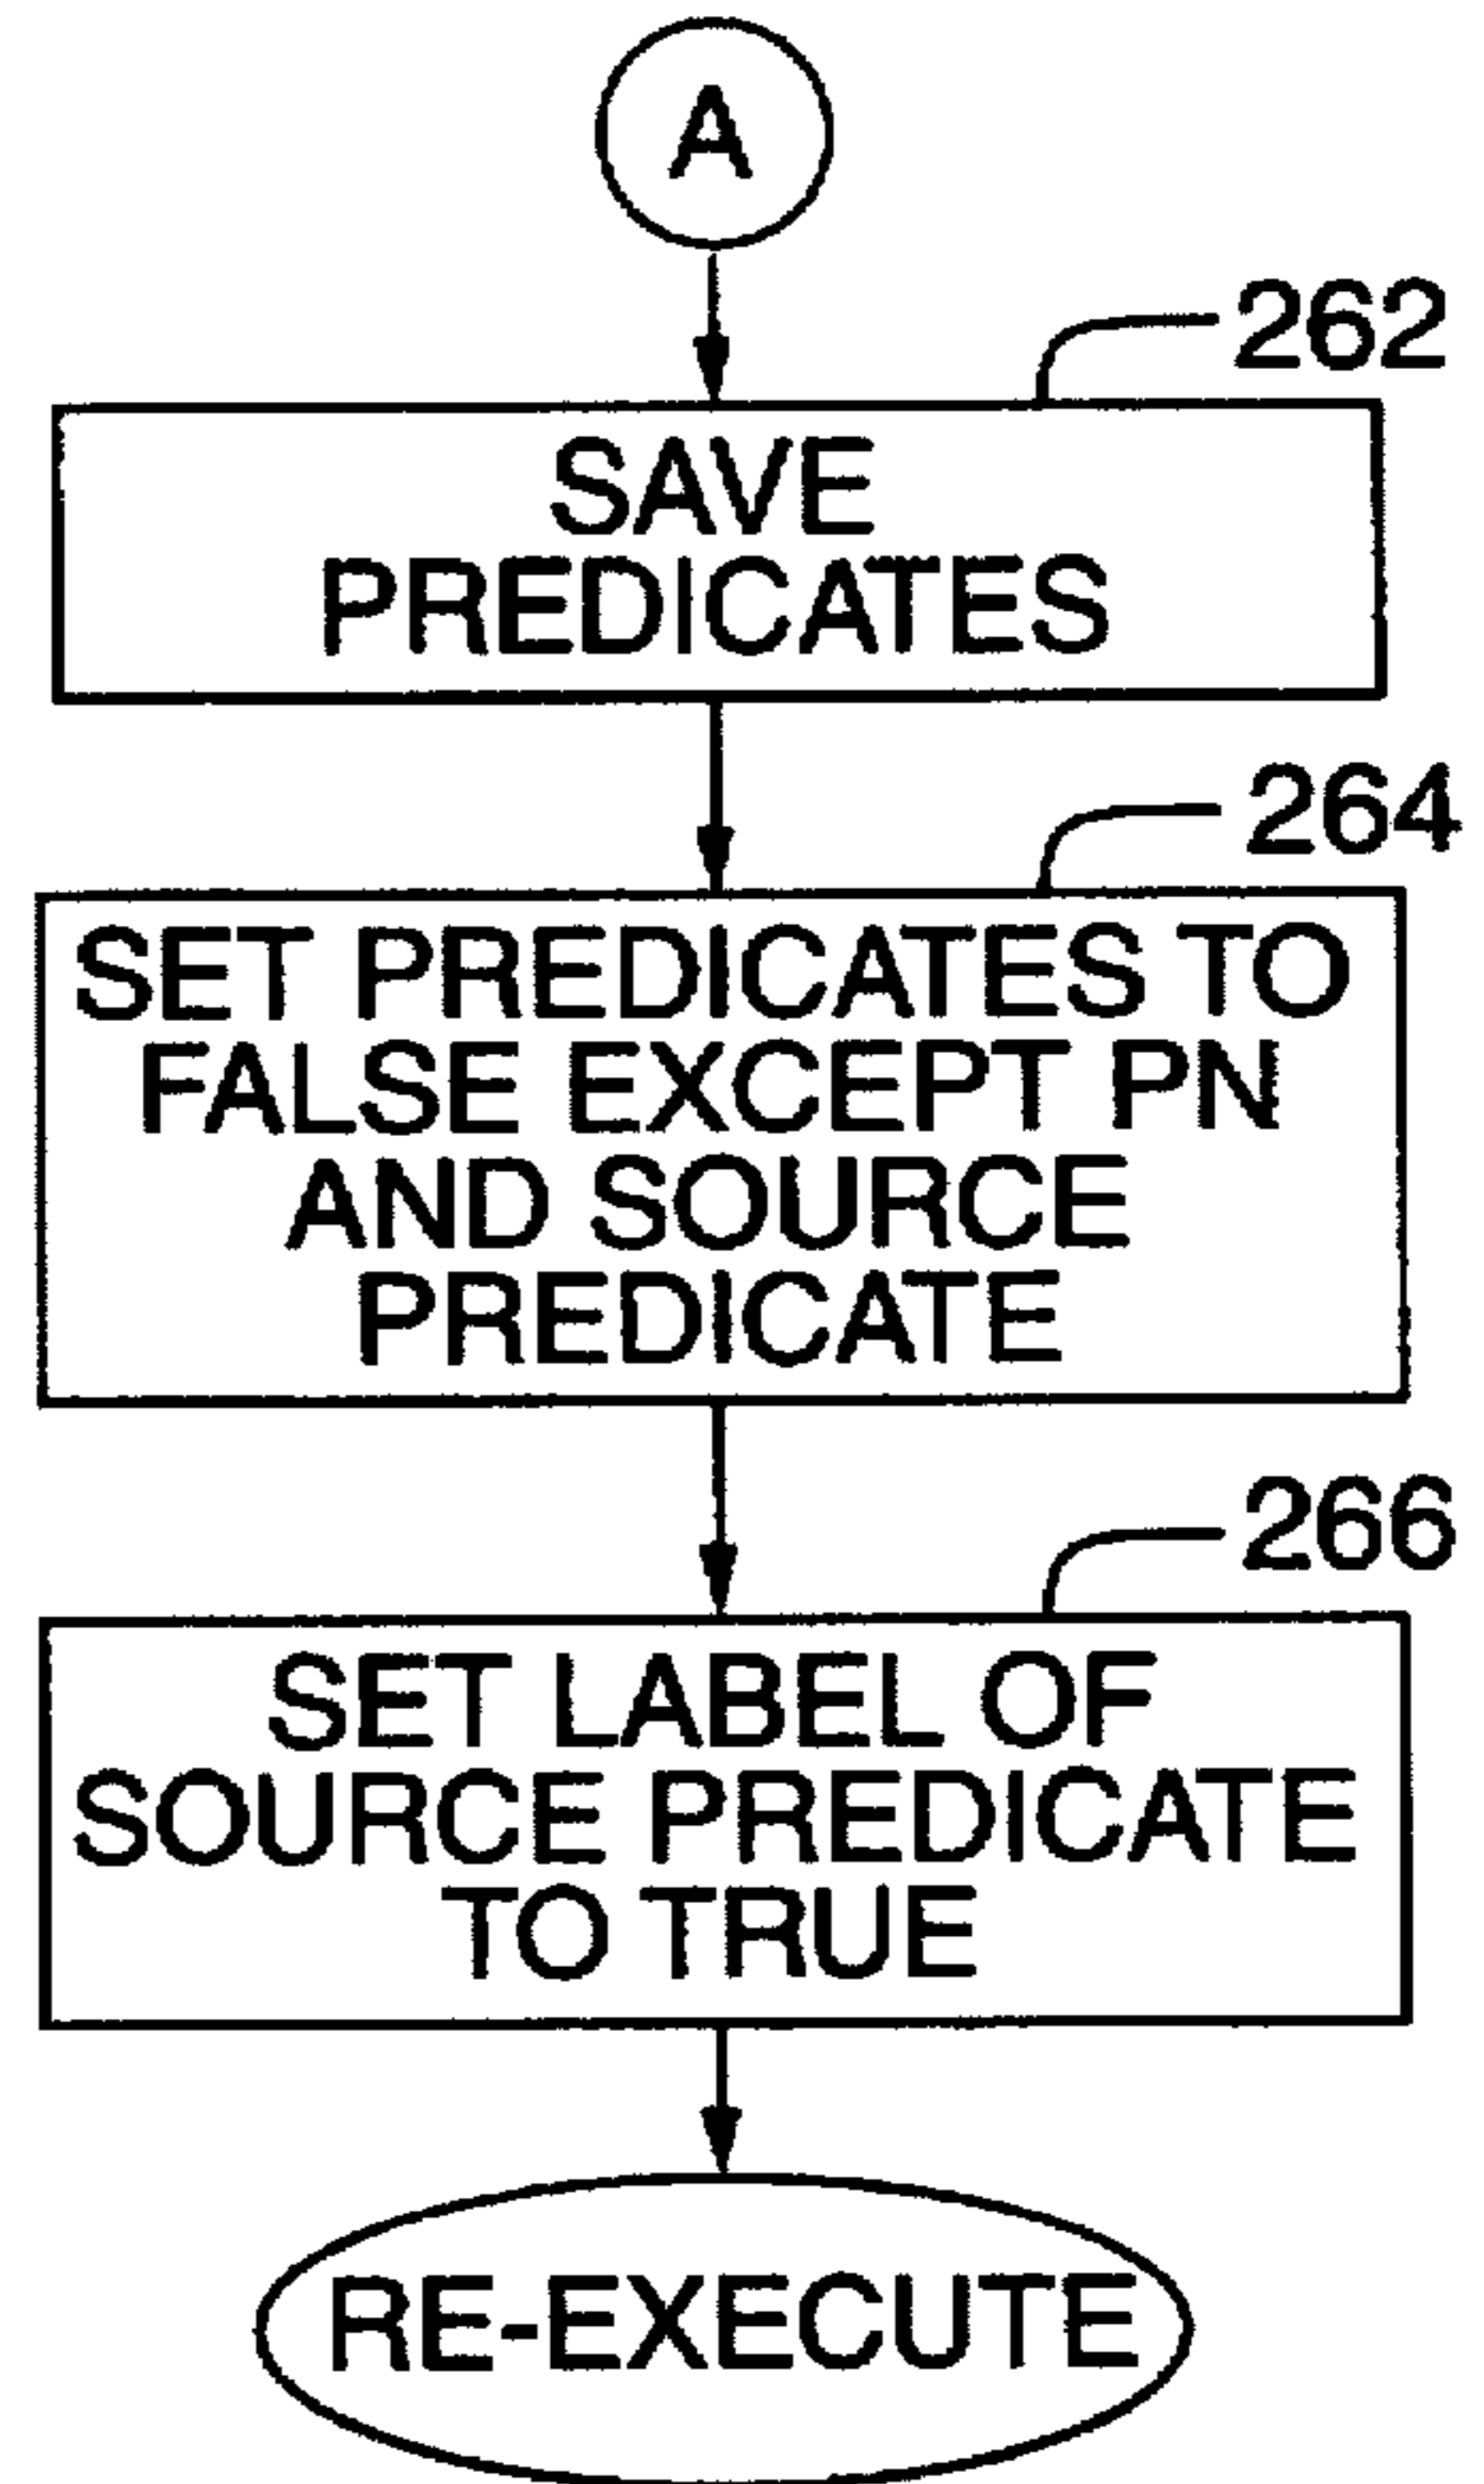 A
262
SAVE
PREDICATES
264
SET PREDICATES TO
FALSE EXCEPT PN
AND SOURCE
PREDICATE
266
SET LABEL OF
SOURCE PREDICATE
TO TRUE
RE-EXECUTE